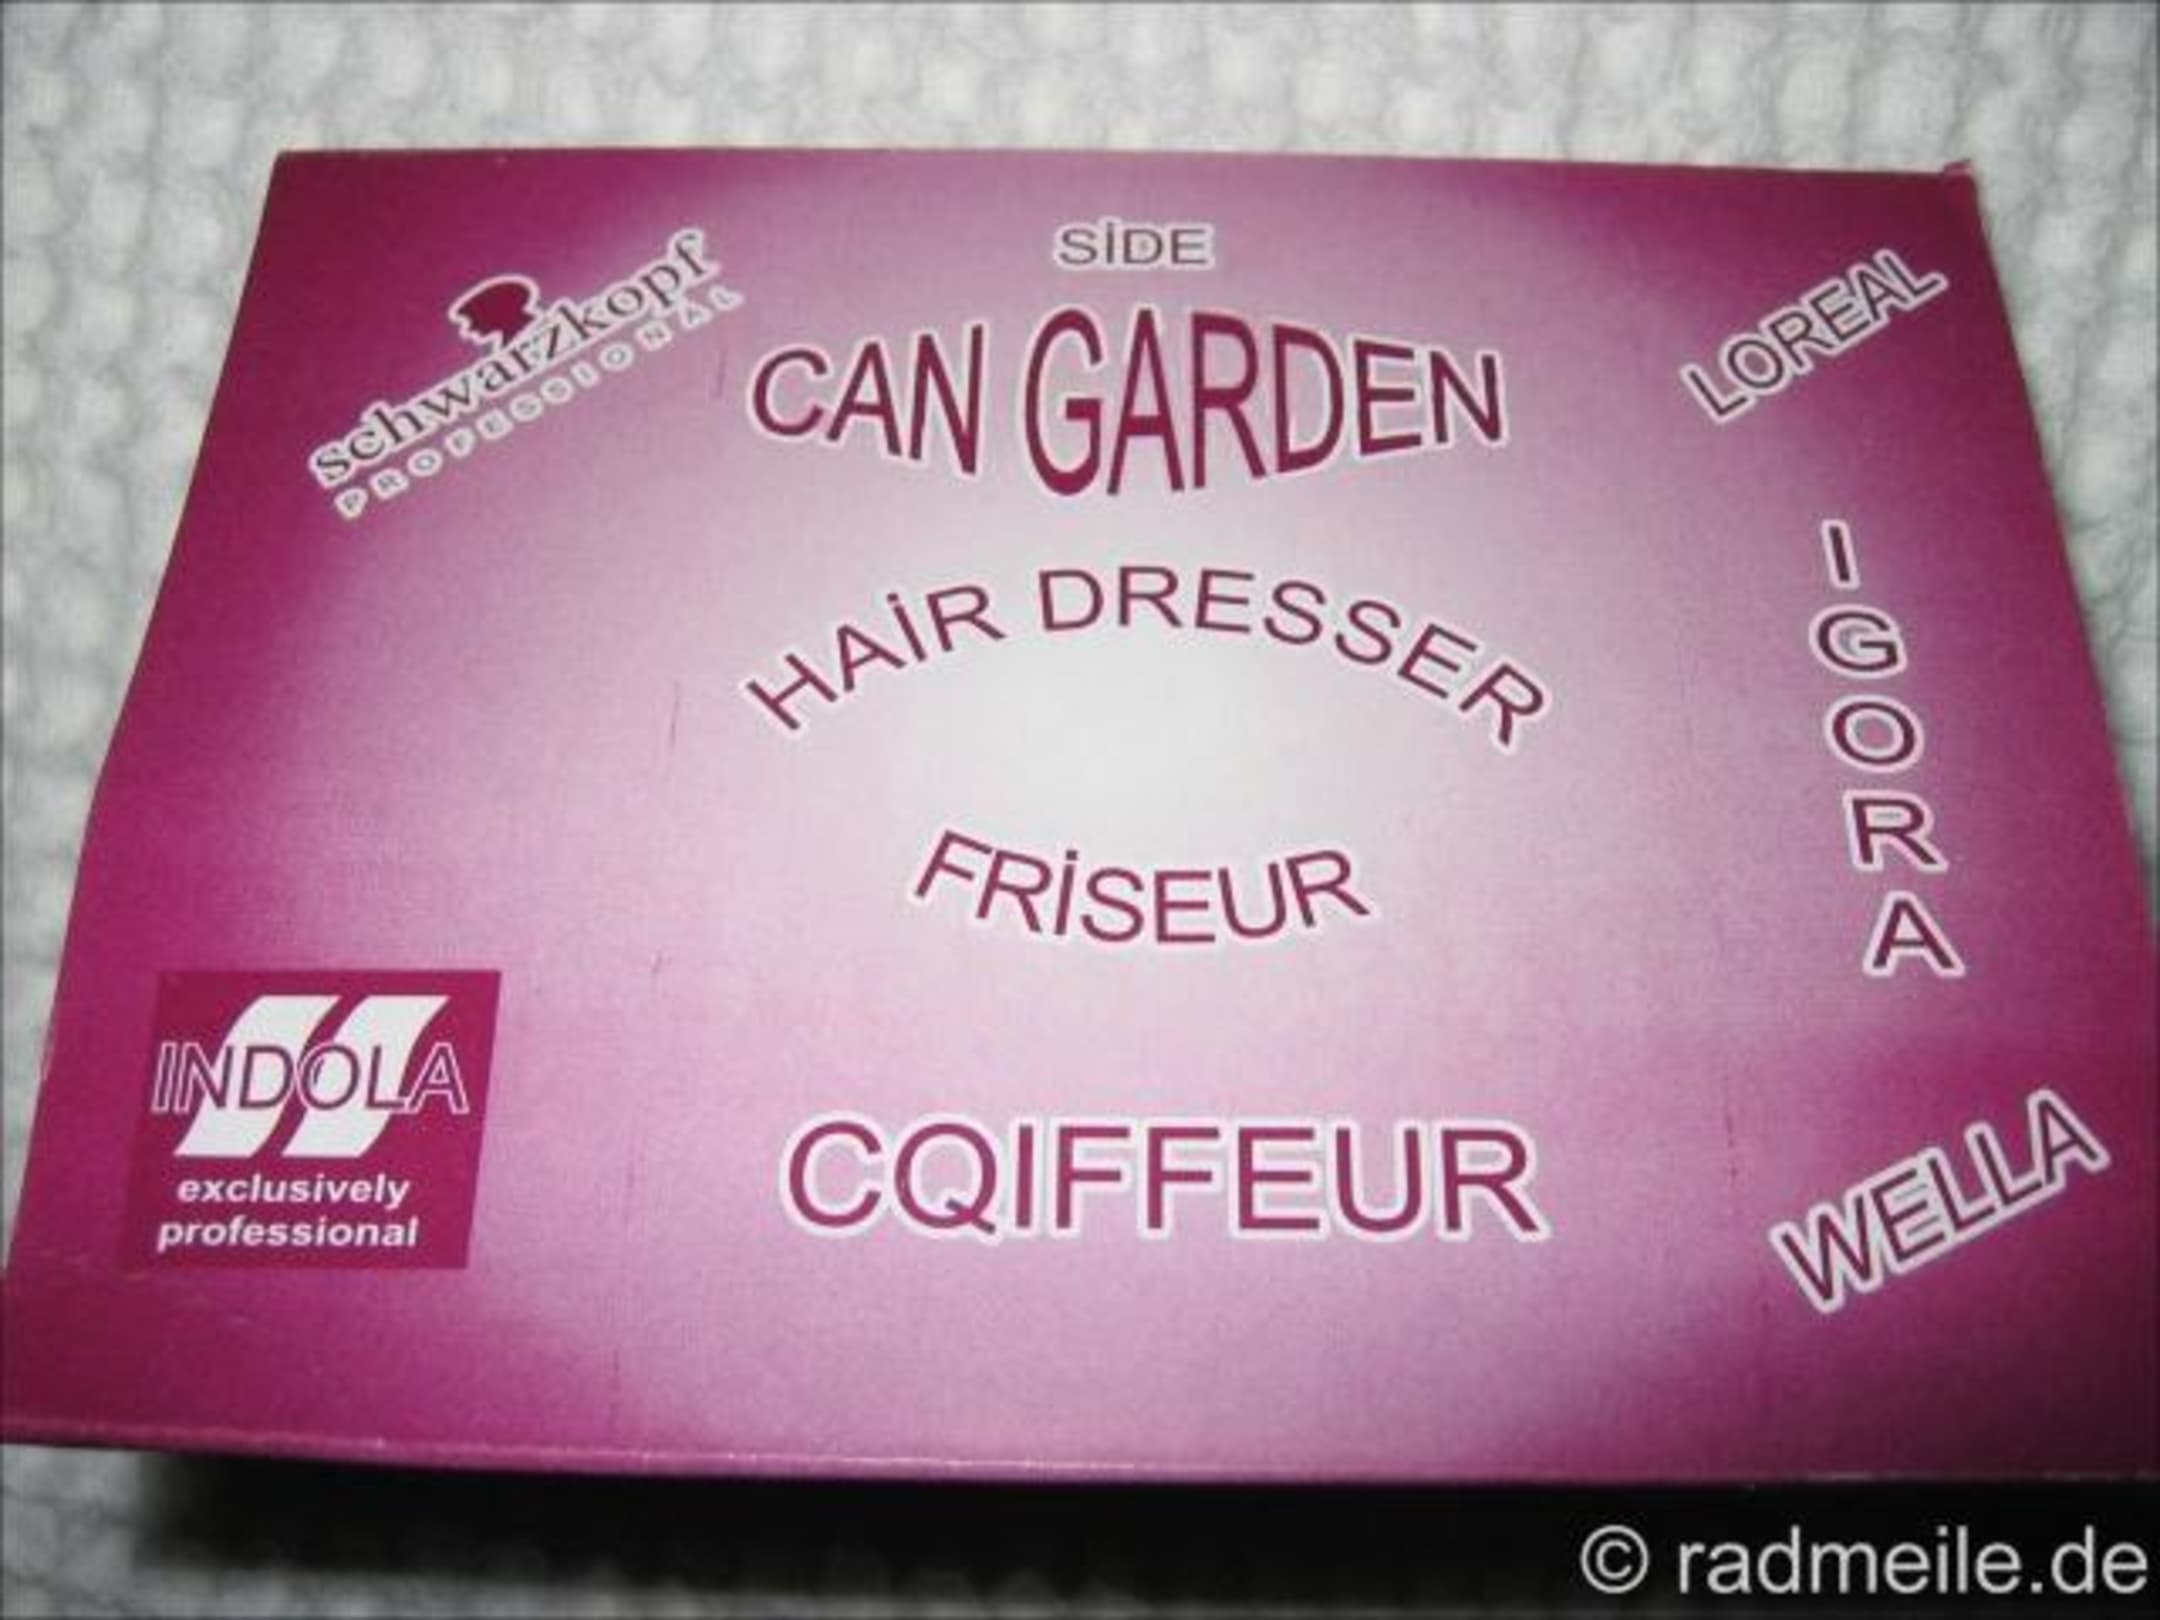 SİDE
schwarzkopf
PROFESSIONAL
CAN GARDEN
LOREAL
HAİR DRESSER
IGORA
FRİSEUR
INDOLA
exclusively
professional
CQIFFEUR
WELLA
© radmeile.de